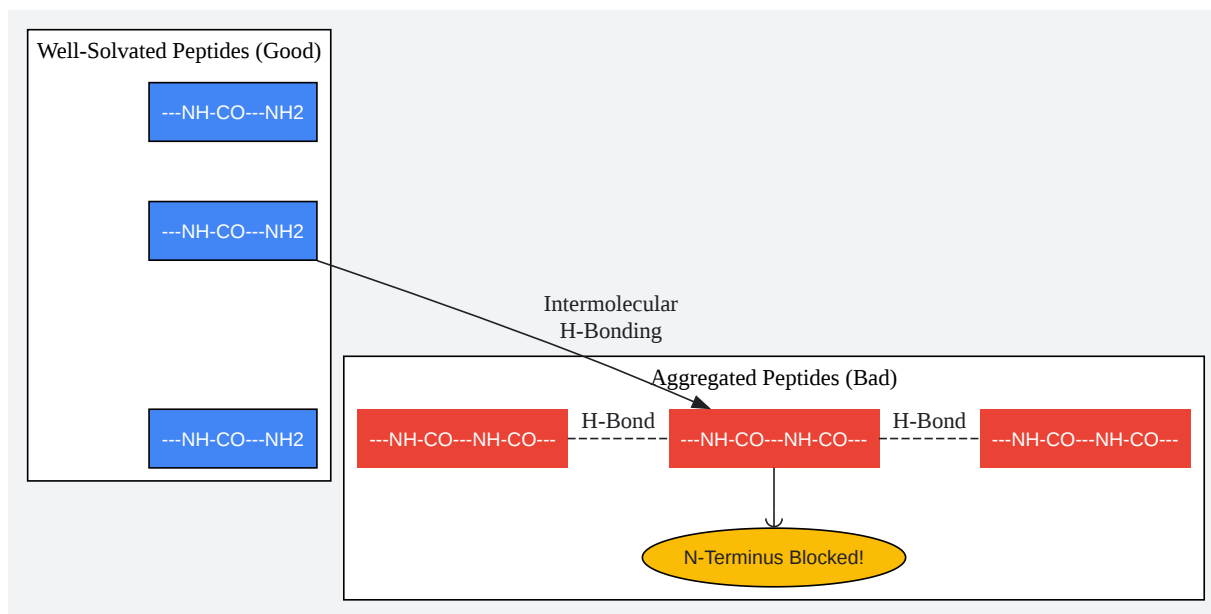 Well-Solvated Peptides (Good)
---NH-CO---NH2
---NH-CO---NH2
---NH-CO---NH2
Intermolecular
H-Bonding
Aggregated Peptides (Bad)
---NH-CO---NH-CO---
H-Bond
---NH-CO---NH-CO---
H-Bond
---NH-CO---NH-CO---
N-Terminus Blocked!